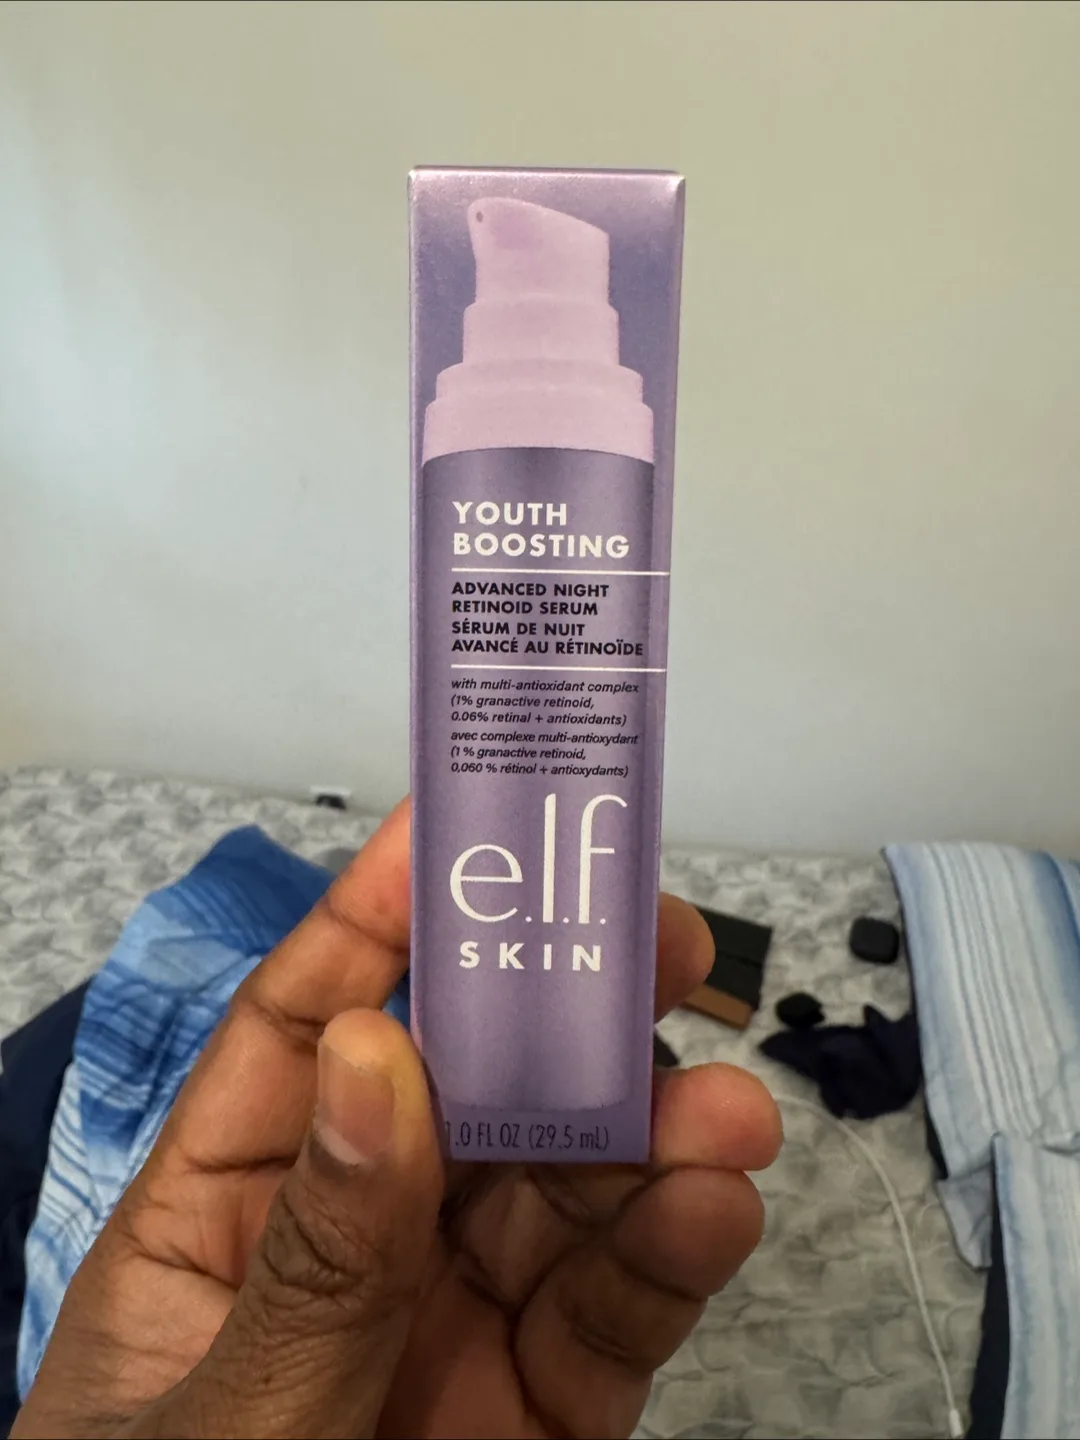 YOUTH
BOOSTING
ADVANCED NIGHT
RETINOID SERUM
SÉRUM DE NUIT
AVANCÉ AU RÉTINOÏDE
with multi-antioxidant complex
(1% granactive retinoid,
0.06% retinal + antioxidants)
avec complexe multi-antioxydant
(1 % granactive retinoid,
0,060 % rétinol + antioxydants)
e.l.f.
SKIN
1.0 FL OZ (29.5 mL)